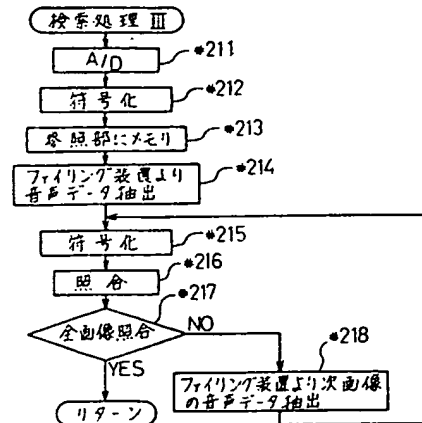 検索処理 Ⅲ
A/D
*211
符号化
*212
参照部にメモリ
*213
ファイリング装置より
音声データ抽出
*214
符号化
*215
照合
*216
全画像照合
*217
NO
YES
ファイリング装置より次画像
の音声データ抽出
*218
リターン